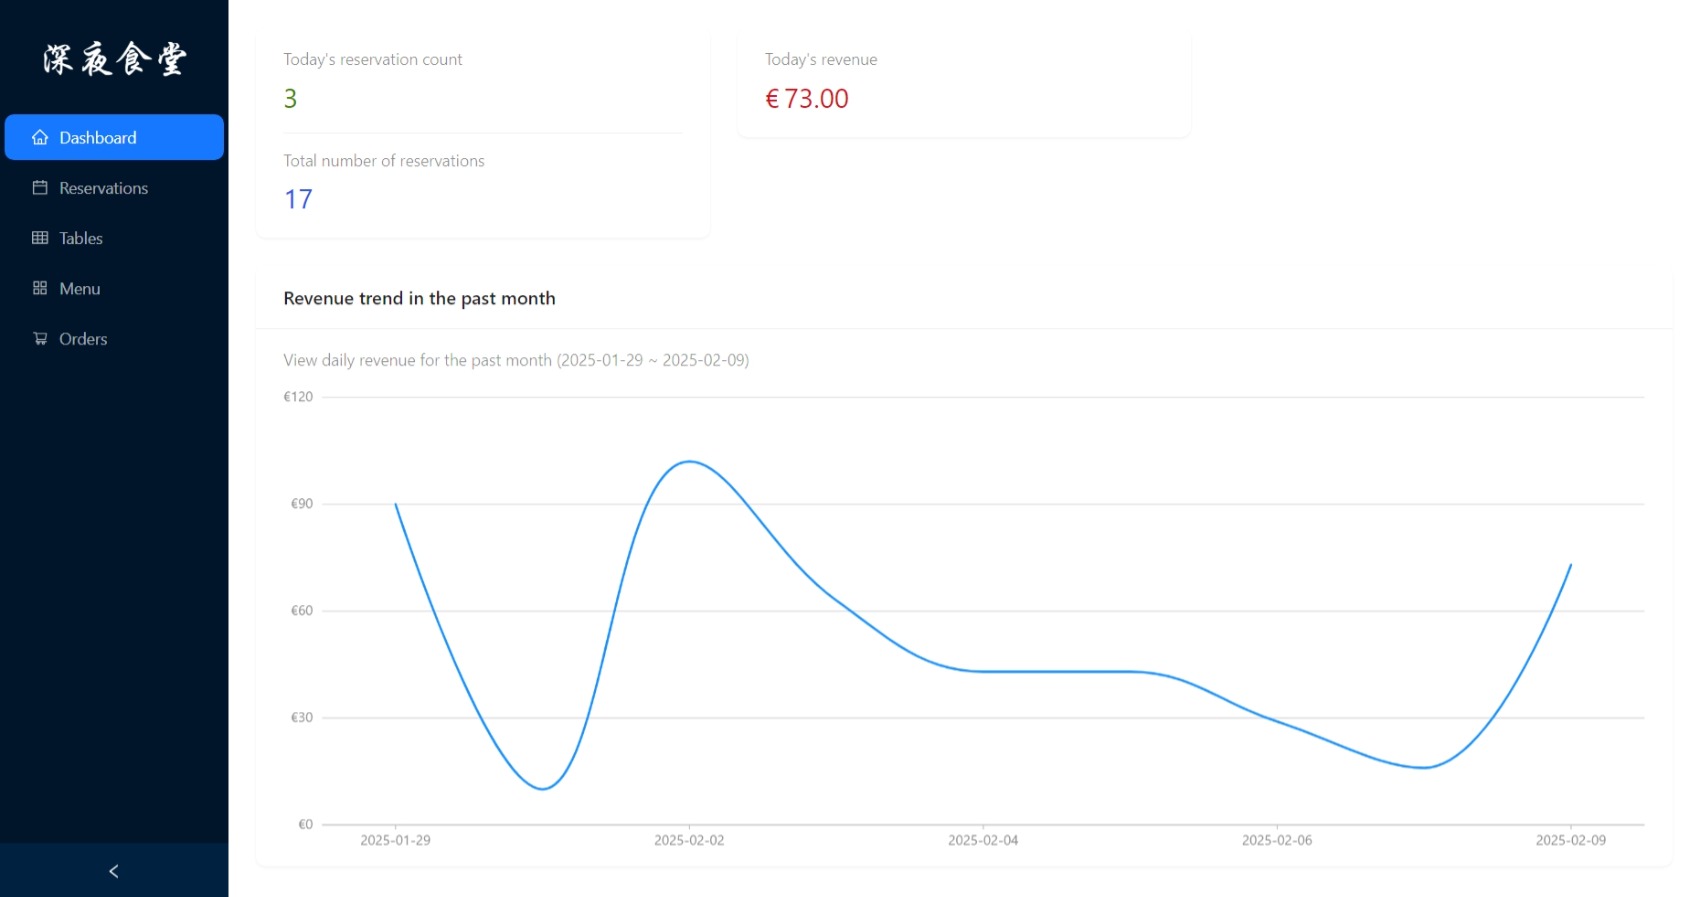 深夜食堂
Dashboard
Reservations
Tables
Menu
Orders
Today's reservation count
3
Total number of reservations
17
Today's revenue
€ 73.00
Revenue trend in the past month
View daily revenue for the past month (2025-01-29 ~ 2025-02-09)
€120
€90
€60
€30
€0
2025-01-29
2025-02-02
2025-02-04
2025-02-06
2025-02-09